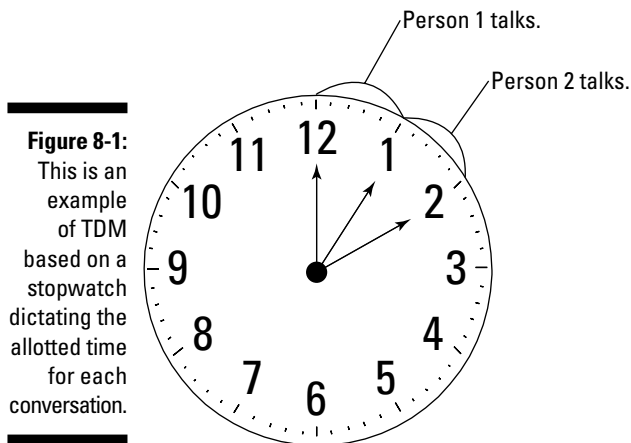 Person 1 talks.
Person 2 talks.
Figure 8-1:
This is an
example
of TDM
based on a
stopwatch
dictating the
allotted time
for each
conversation.
12
1
2
3
4
5
6
7
8
9
10
11